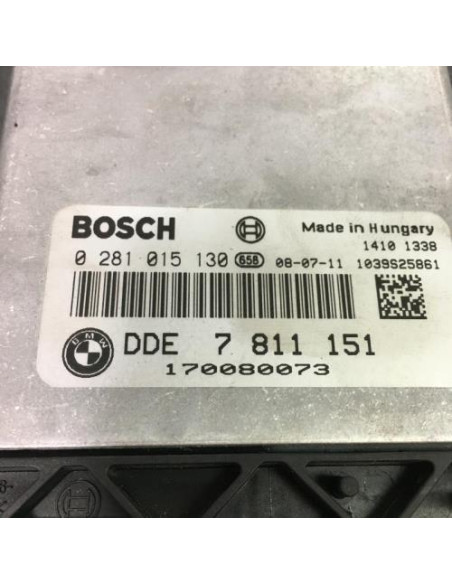 BOSCH Made in Hungary
1410 1338
0 281 015 130 658 08-07-11 1039S25861
BMW DDE 7 811 151
170080073